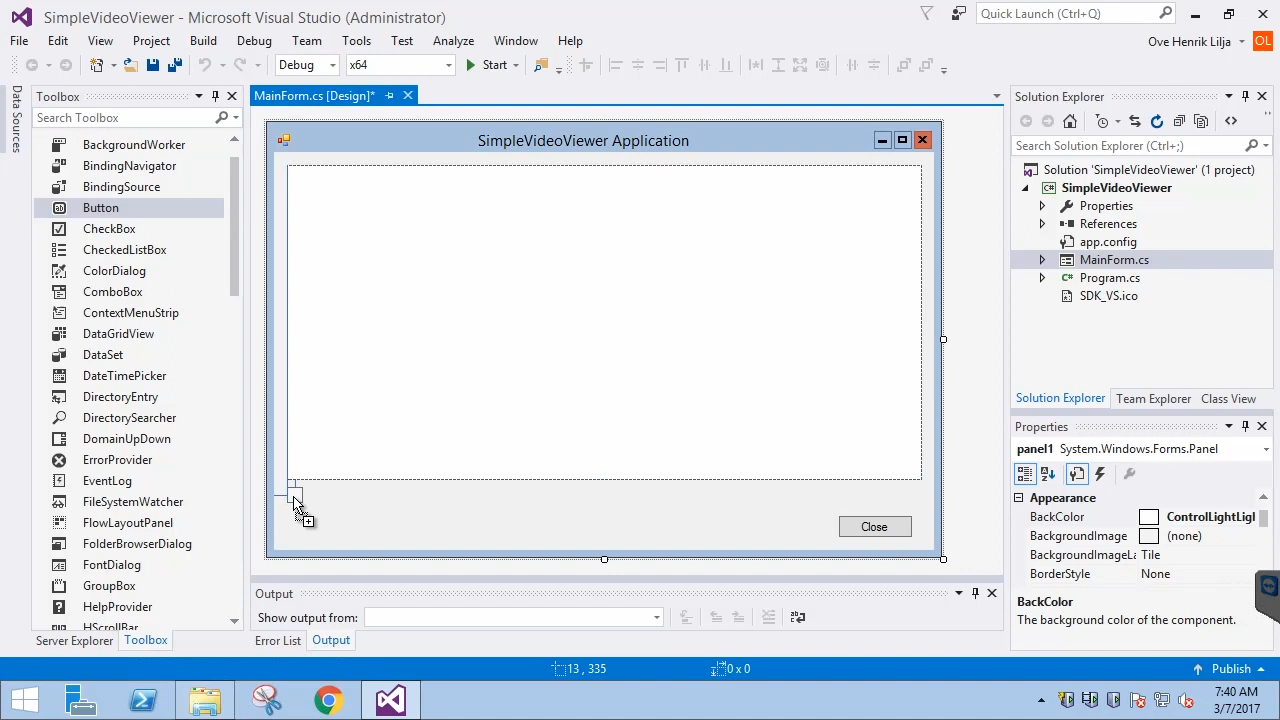 SimpleVideoViewer - Microsoft Visual Studio (Administrator)
Quick Launch (Ctrl+Q)
File Edit View Project Build Debug Team Tools Test Analyze Window Help
Ove Henrik Lilja OL
Debug x64 Start
Data Sources
Toolbox
Search Toolbox
BackgroundWorker
BindingNavigator
BindingSource
Button
CheckBox
CheckedListBox
ColorDialog
ComboBox
ContextMenuStrip
DataGridView
DataSet
DateTimePicker
DirectoryEntry
DirectorySearcher
DomainUpDown
ErrorProvider
EventLog
FileSystemWatcher
FlowLayoutPanel
FolderBrowserDialog
FontDialog
GroupBox
HelpProvider
HScrollBar
Server Explorer Toolbox
MainForm.cs [Design]*
SimpleVideoViewer Application
Close
Output
Show output from:
Error List Output
Solution Explorer
Search Solution Explorer (Ctrl+;)
Solution 'SimpleVideoViewer' (1 project)
SimpleVideoViewer
Properties
References
app.config
MainForm.cs
Program.cs
SDK_VS.ico
Solution Explorer Team Explorer Class View
Properties
panel1 System.Windows.Forms.Panel
Appearance
BackColor ControlLightLigl
BackgroundImage (none)
BackgroundImageLa Tile
BorderStyle None
BackColor
The background color of the component.
13 , 335
0 x 0
Publish
7:40 AM
3/7/2017